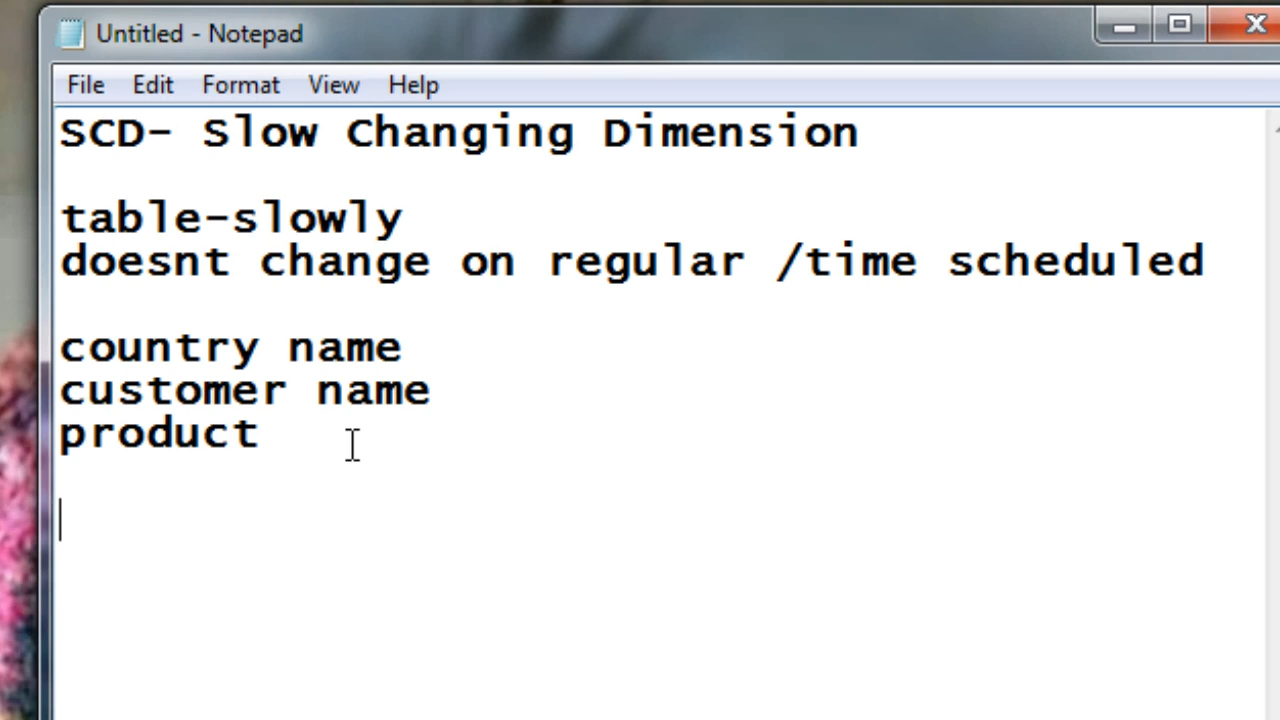 Untitled - Notepad
File Edit Format View Help
SCD- Slow Changing Dimension
table-slowly
doesnt change on regular /time scheduled
country name
customer name
product